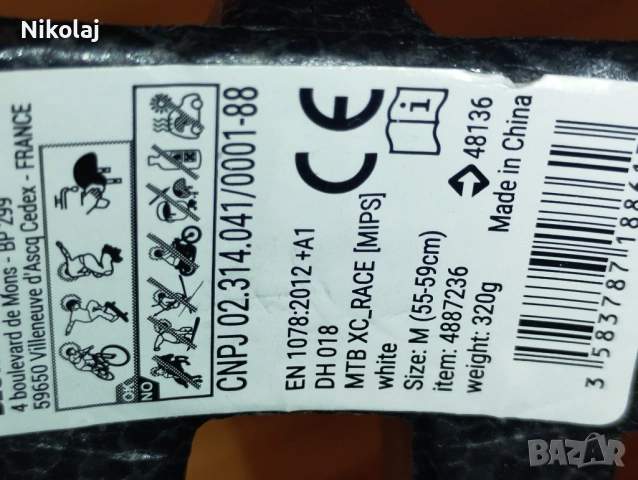 Nikolaj
4 boulevard de Mons - BP 299
59650 Villeneuve d'Ascq Cedex - FRANCE
OK
NO
CNPJ 02.314.041/0001-88
CE
i
EN 1078:2012 +A1
DH 018
MTB XC_RACE [MIPS]
white
Size: M (55-59cm)
item: 4887236
weight: 320g
48136
Made in China
3 583787
BAZAR